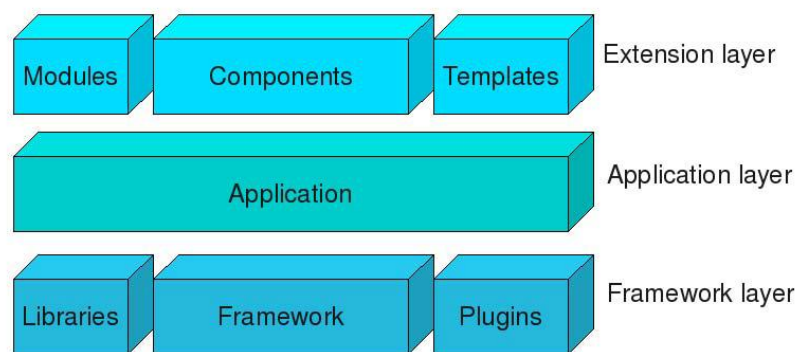 Modules
Components
Templates
Extension layer
Application
Application layer
Libraries
Framework
Plugins
Framework layer